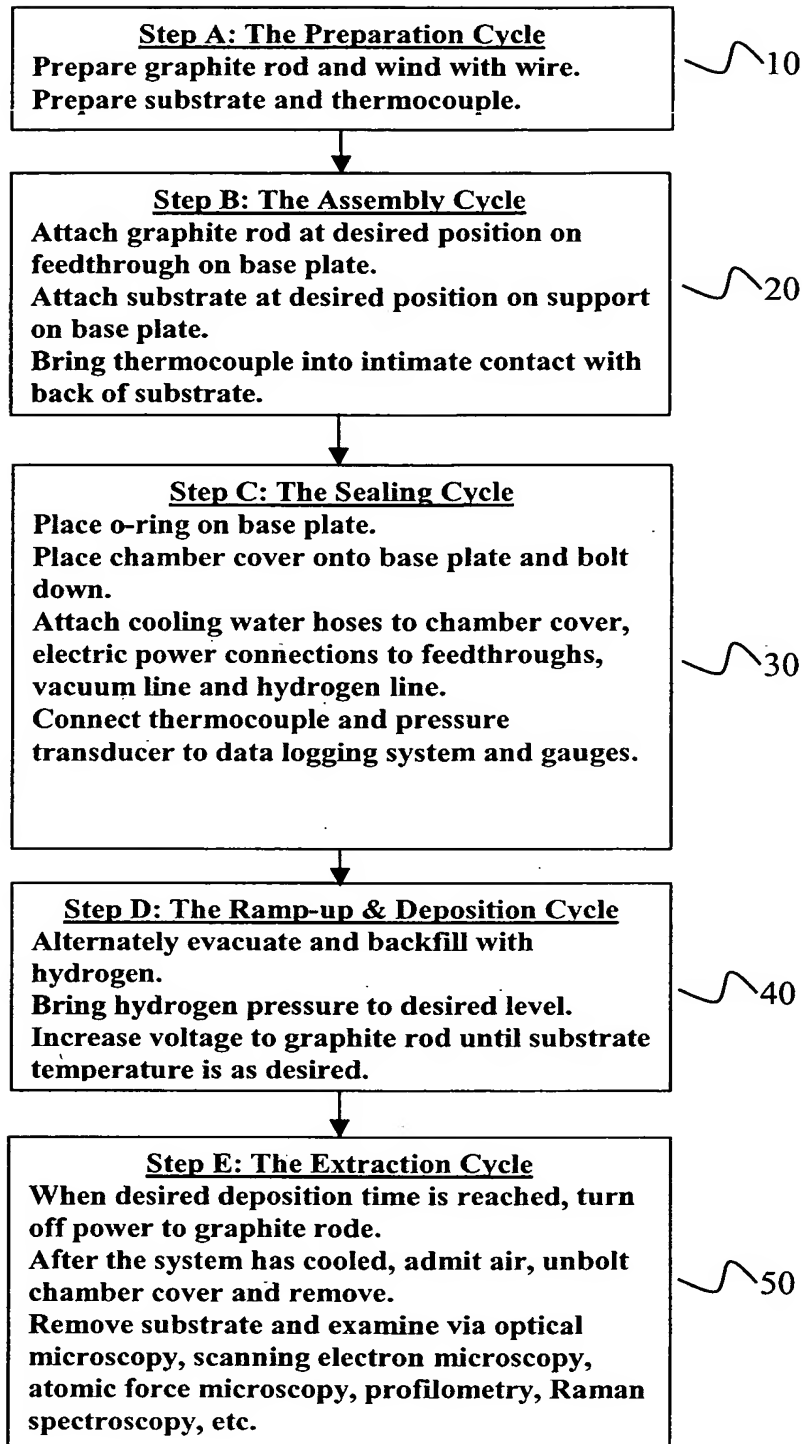 Step A: The Preparation Cycle
Prepare graphite rod and wind with wire.
Prepare substrate and thermocouple.
10
Step B: The Assembly Cycle
Attach graphite rod at desired position on
feedthrough on base plate.
Attach substrate at desired position on support
on base plate.
Bring thermocouple into intimate contact with
back of substrate.
20
Step C: The Sealing Cycle
Place o-ring on base plate.
Place chamber cover onto base plate and bolt
down.
Attach cooling water hoses to chamber cover,
electric power connections to feedthroughs,
vacuum line and hydrogen line.
Connect thermocouple and pressure
transducer to data logging system and gauges.
30
Step D: The Ramp-up & Deposition Cycle
Alternately evacuate and backfill with
hydrogen.
Bring hydrogen pressure to desired level.
Increase voltage to graphite rod until substrate
temperature is as desired.
40
Step E: The Extraction Cycle
When desired deposition time is reached, turn
off power to graphite rode.
After the system has cooled, admit air, unbolt
chamber cover and remove.
Remove substrate and examine via optical
microscopy, scanning electron microscopy,
atomic force microscopy, profilometry, Raman
spectroscopy, etc.
50